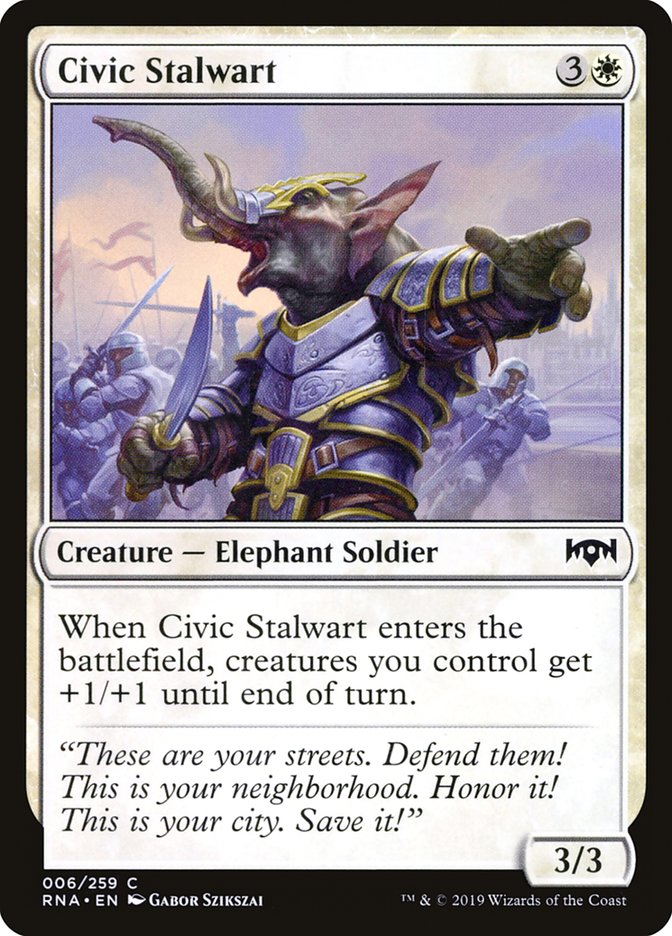 Civic Stalwart 3
Creature — Elephant Soldier
When Civic Stalwart enters the
battlefield, creatures you control get
+1/+1 until end of turn.
“These are your streets. Defend them!
This is your neighborhood. Honor it!
This is your city. Save it!”
3/3
006/259 C
RNA • EN Gabor Szikszai
™ & © 2019 Wizards of the Coast